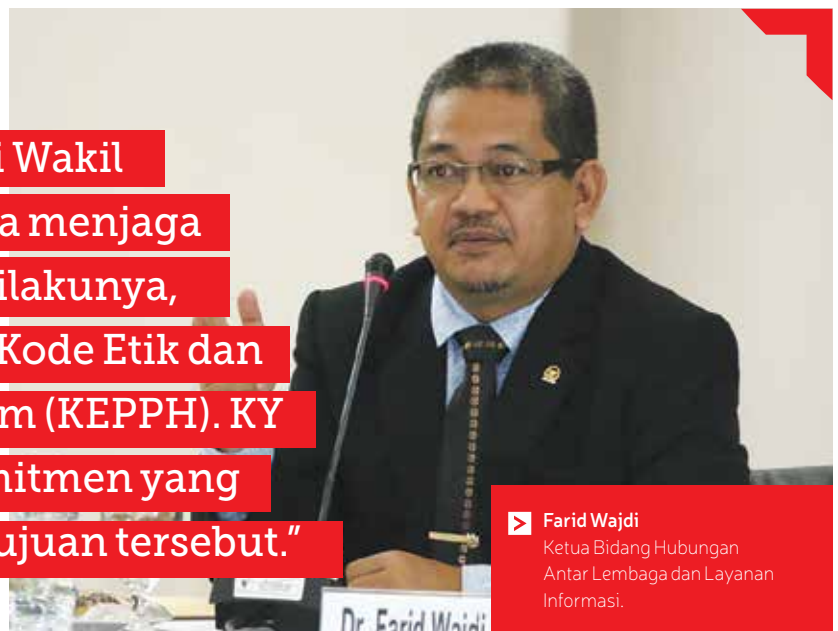 i Wakil
a menjaga
ilakunya,
Kode Etik dan
m (KEPPH). KY
mitmen yang
ujuan tersebut.”
Farid Wajdi
Ketua Bidang Hubungan
Antar Lembaga dan Layanan
Informasi.
Dr. Farid Wajdi